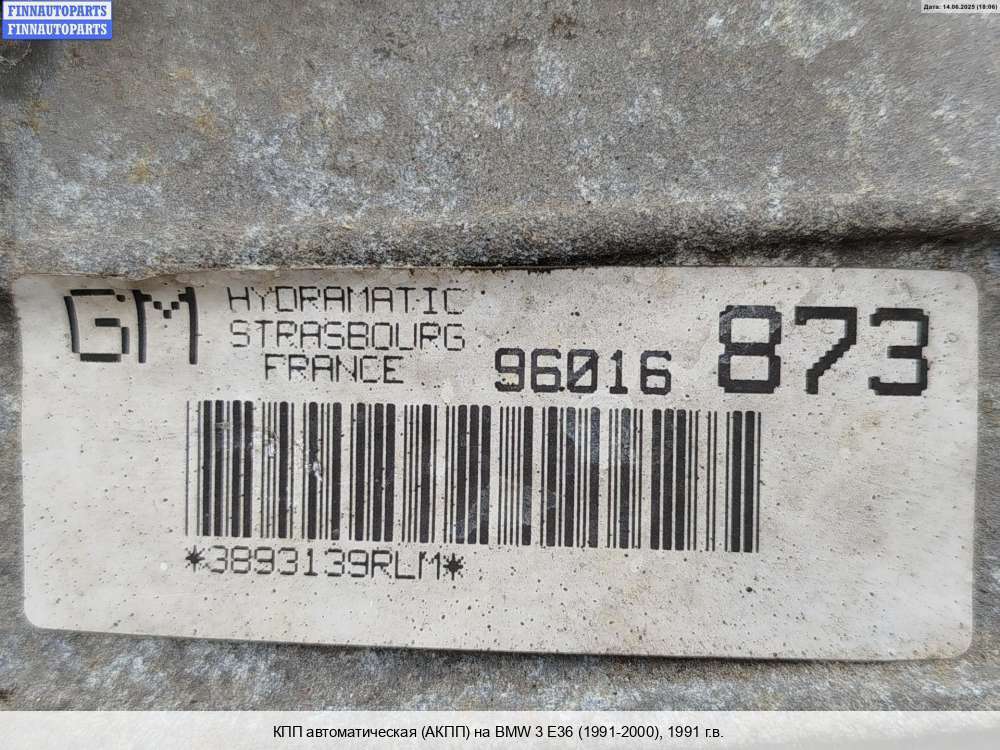 FINNAUTOPARTS
FINNAUTOPARTS
Дата: 14.06.2025 (18:06)
GM HYDRAMATIC
STRASBOURG
FRANCE 96016 873
*3893139RLM*
КПП автоматическая (АКПП) на BMW 3 E36 (1991-2000), 1991 г.в.